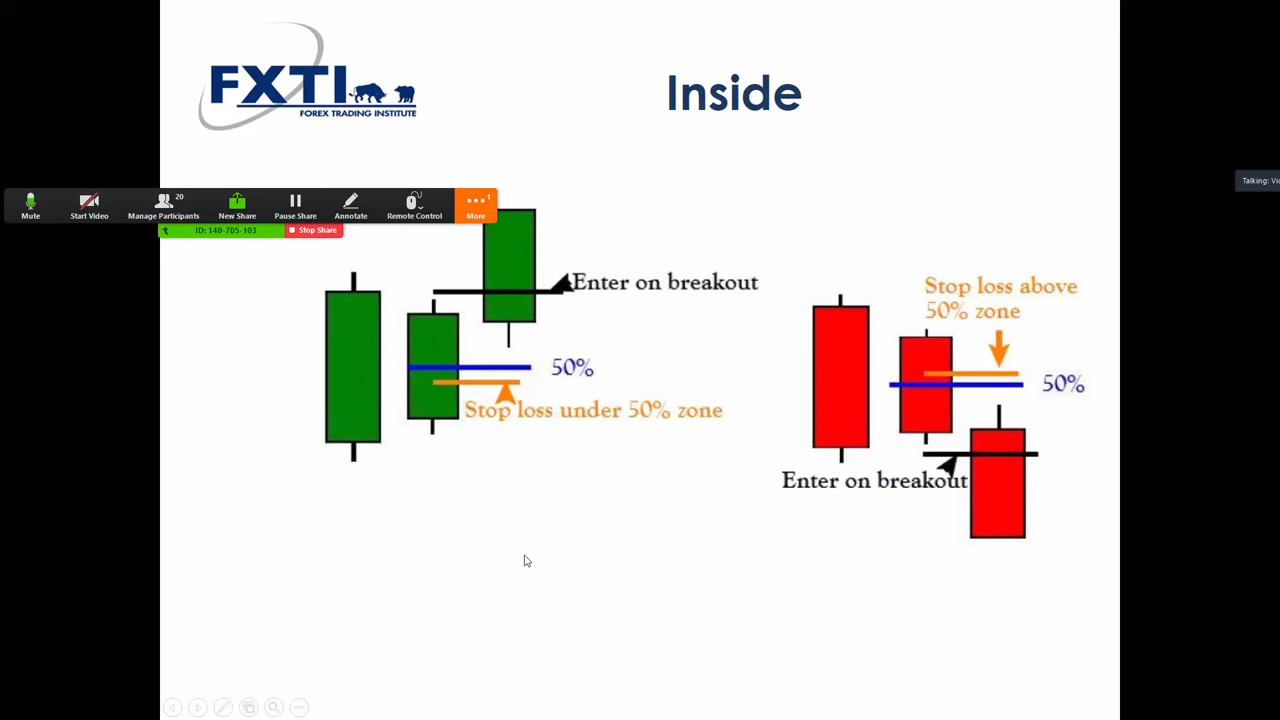 FXTI
FOREX TRADING INSTITUTE
Inside
Talking:
20
1
Mute
Start Video
Manage Participants
New Share
Pause Share
Annotate
Remote Control
More
ID: 140-705-103
Stop Share
Enter on breakout
50%
Stop loss under 50% zone
Stop loss above
50% zone
50%
Enter on breakout